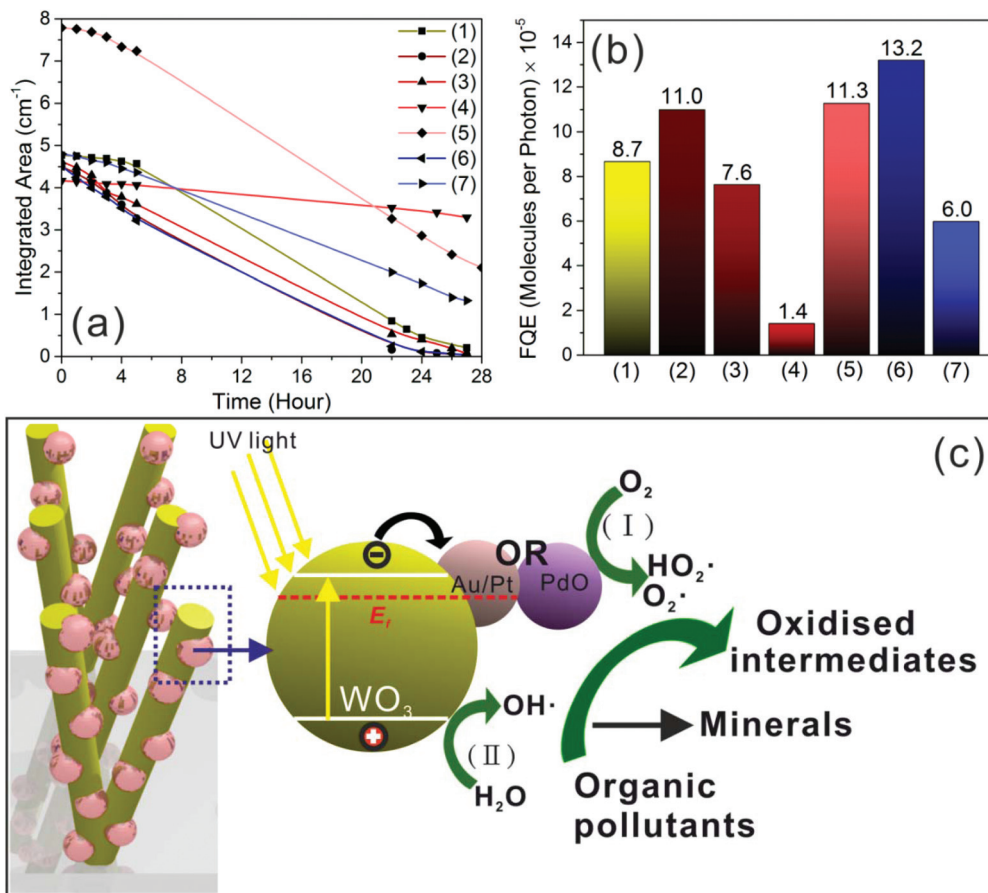 8
7
6
5
4
3
2
1
0
Integrated Area (cm⁻¹)
0 4 8 12 16 20 24 28
Time (Hour)
(1)
(2)
(3)
(4)
(5)
(6)
(7)
(a)
(b)
FQE (Molecules per Photon) × 10⁻⁵
14
12
10
8
6
4
2
0
8.7
11.0
7.6
1.4
11.3
13.2
6.0
(1) (2) (3) (4) (5) (6) (7)
(c)
UV light
Au/Pt
OR
PdO
E_f
WO₃
O₂
(Ⅰ)
HO₂·
O₂·
OH·
(Ⅱ)
H₂O
Oxidised
intermediates
Minerals
Organic
pollutants